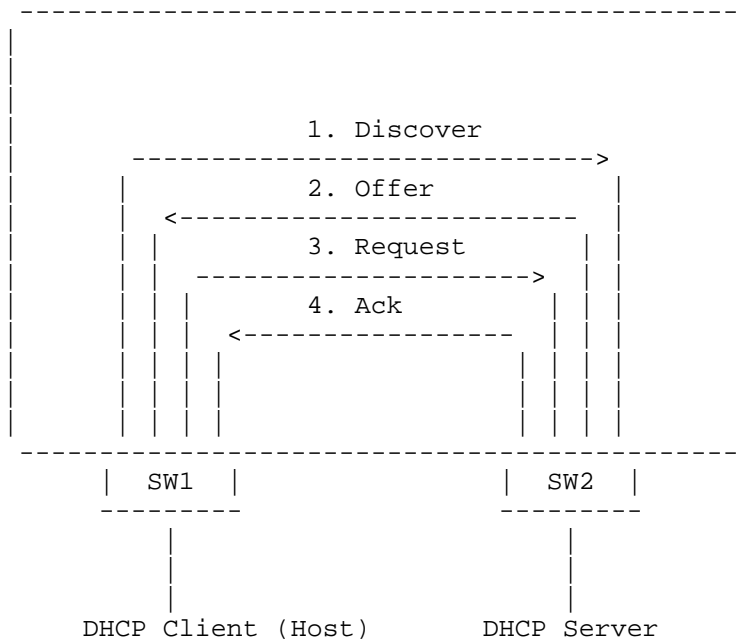 1. Discover
2. Offer
3. Request
4. Ack
SW1 SW2
DHCP Client (Host) DHCP Server